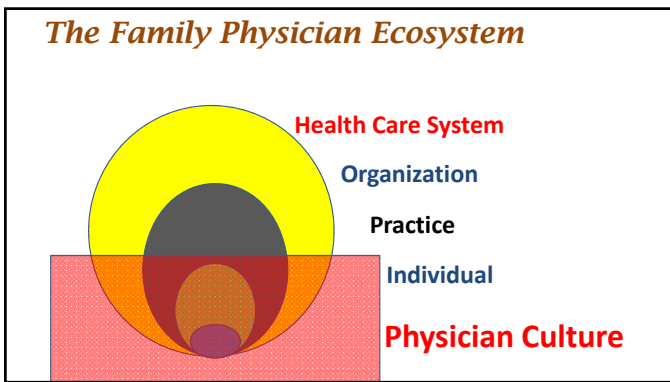 The Family Physician Ecosystem
Health Care System
Organization
Practice
Individual
Physician Culture